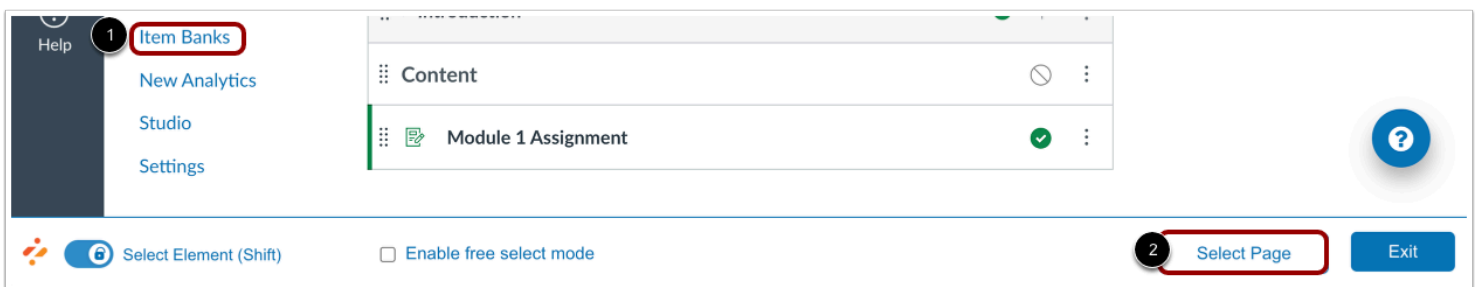 Help
1
Item Banks
New Analytics
Studio
Settings
Content
Module 1 Assignment
Select Element (Shift)
Enable free select mode
2
Select Page
Exit